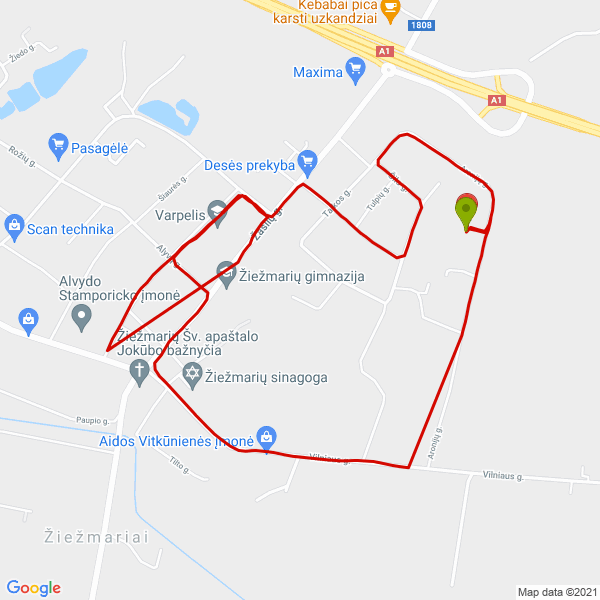 Kebabai pica
karsti uzkandziai
1808
A1
Žiedo g.
Maxima
A1
Pasagėlė
Rožių g.
Desės prekyba
Šiaurės g.
Taikos g.
Tulpių g.
Varpelis
Žaslių g.
Scan technika
Žiežmarių gimnazija
Alvydo
Stamporicko įmonė
Žiežmarių Šv. apaštalo
Jokūbo bažnyčia
Žiežmarių sinagoga
Paupio g.
Aidos Vitkūnienės įmonė
Vilniaus g.
Aronijų g.
Tilto g.
Vilniaus g.
Žiežmariai
Google
Map data ©2021